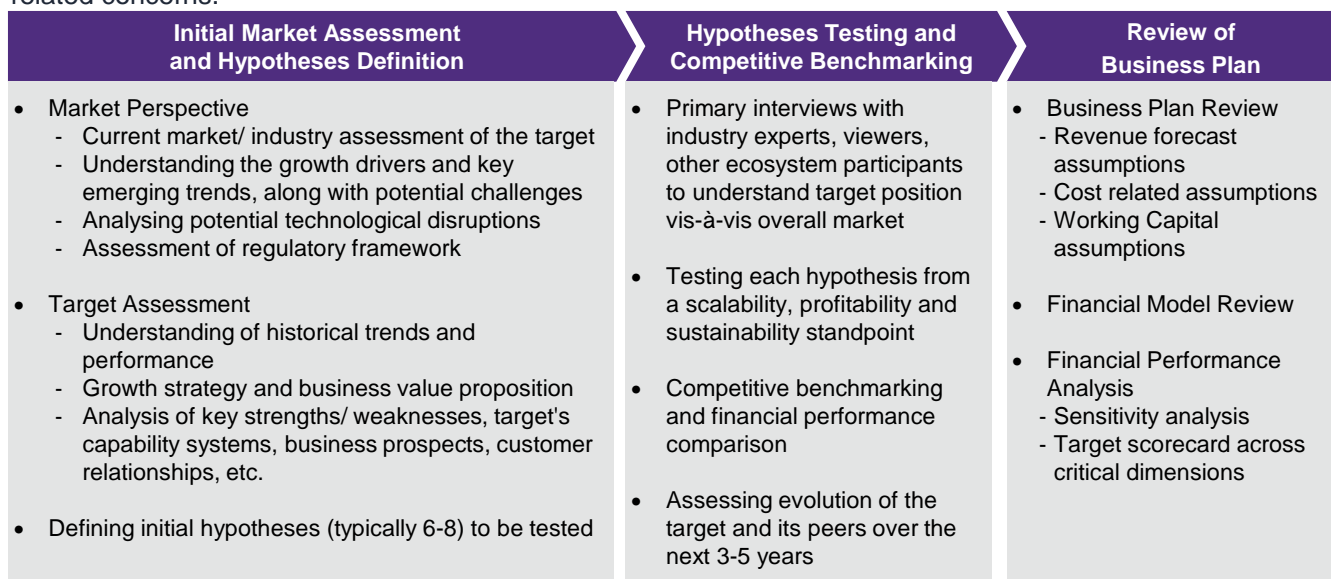 related concerns.
Initial Market Assessment
and Hypotheses Definition
Hypotheses Testing and
Competitive Benchmarking
Review of
Business Plan
• Market Perspective
- Current market/ industry assessment of the target
- Understanding the growth drivers and key
emerging trends, along with potential challenges
- Analysing potential technological disruptions
- Assessment of regulatory framework
• Target Assessment
- Understanding of historical trends and
performance
- Growth strategy and business value proposition
- Analysis of key strengths/ weaknesses, target's
capability systems, business prospects, customer
relationships, etc.
• Defining initial hypotheses (typically 6-8) to be tested
• Primary interviews with
industry experts, viewers,
other ecosystem participants
to understand target position
vis-à-vis overall market
• Testing each hypothesis from
a scalability, profitability and
sustainability standpoint
• Competitive benchmarking
and financial performance
comparison
• Assessing evolution of the
target and its peers over the
next 3-5 years
• Business Plan Review
- Revenue forecast
assumptions
- Cost related assumptions
- Working Capital
assumptions
• Financial Model Review
• Financial Performance
Analysis
- Sensitivity analysis
- Target scorecard across
critical dimensions